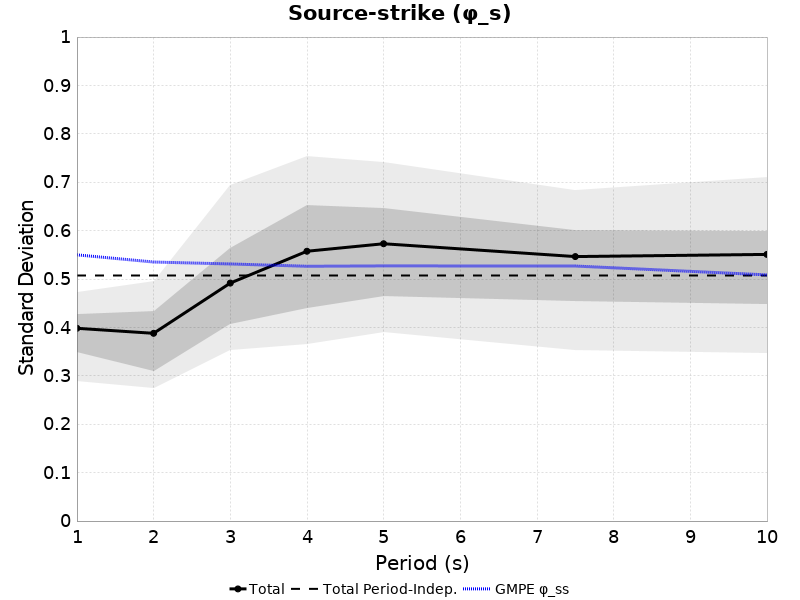 Source-strike (φ_s)
1
0.9
0.8
0.7
0.6
0.5
0.4
0.3
0.2
0.1
0
Standard Deviation
1 2 3 4 5 6 7 8 9 10
Period (s)
Total Total Period-Indep. GMPE φ_ss